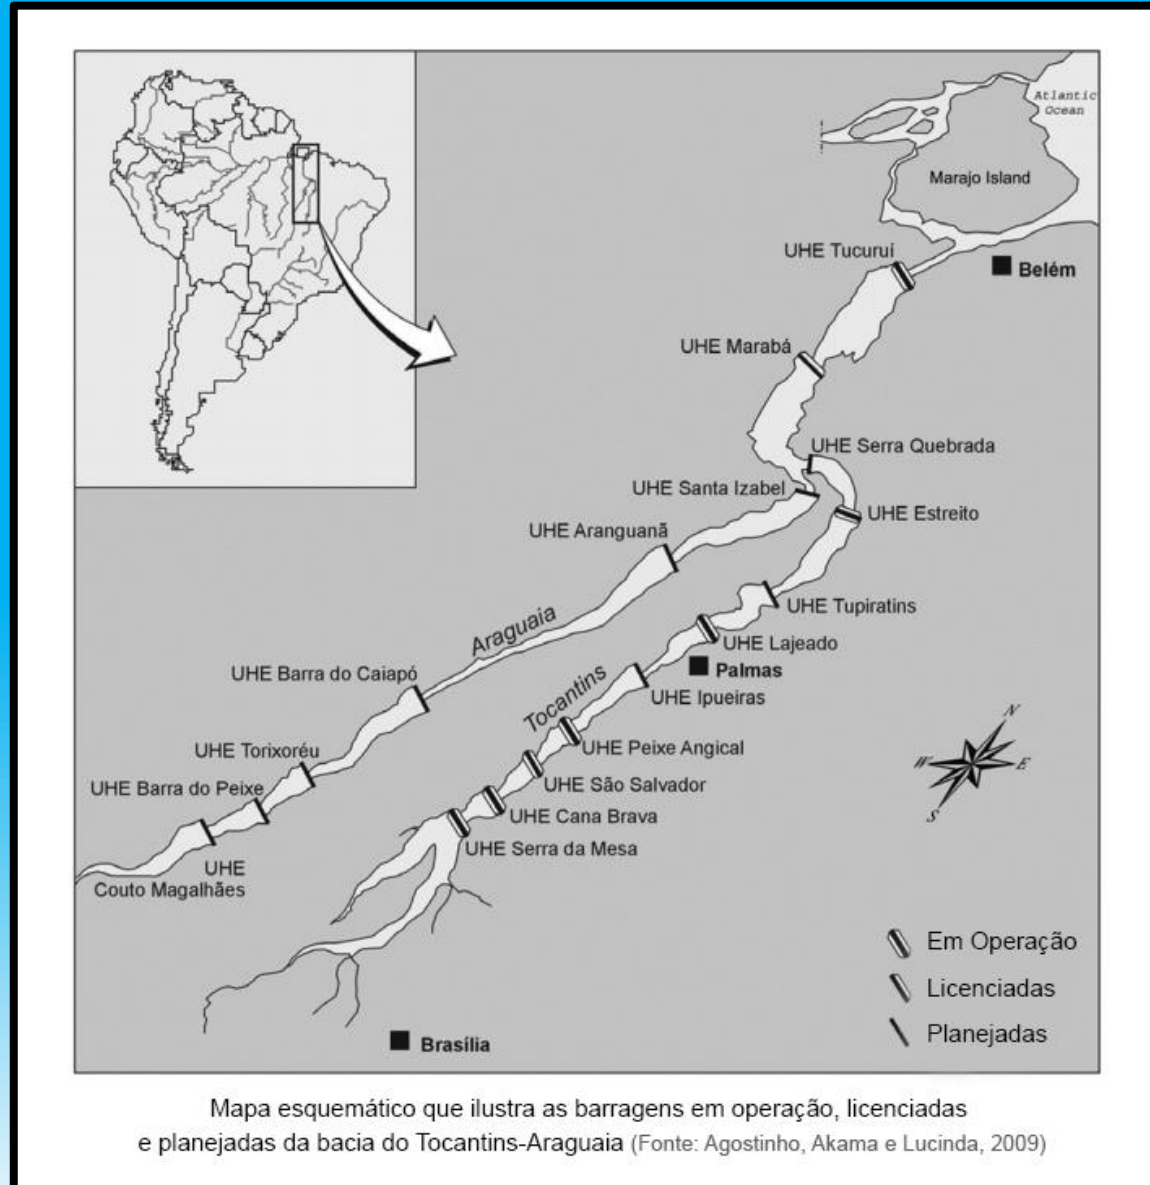 Atlantic
Ocean
Marajo Island
UHE Tucuruí
Belém
UHE Marabá
UHE Serra Quebrada
UHE Santa Izabel
UHE Estreito
UHE Aranguanã
UHE Tupiratins
Araguaia
UHE Lajeado
Palmas
UHE Barra do Caiapó
Tocantins
UHE Ipueiras
UHE Torixoréu
UHE Peixe Angical
UHE Barra do Peixe
UHE São Salvador
UHE Cana Brava
UHE Serra da Mesa
UHE
Couto Magalhães
N
W
E
S
Em Operação
Licenciadas
Planejadas
Brasília
Mapa esquemático que ilustra as barragens em operação, licenciadas
e planejadas da bacia do Tocantins-Araguaia (Fonte: Agostinho, Akama e Lucinda, 2009)